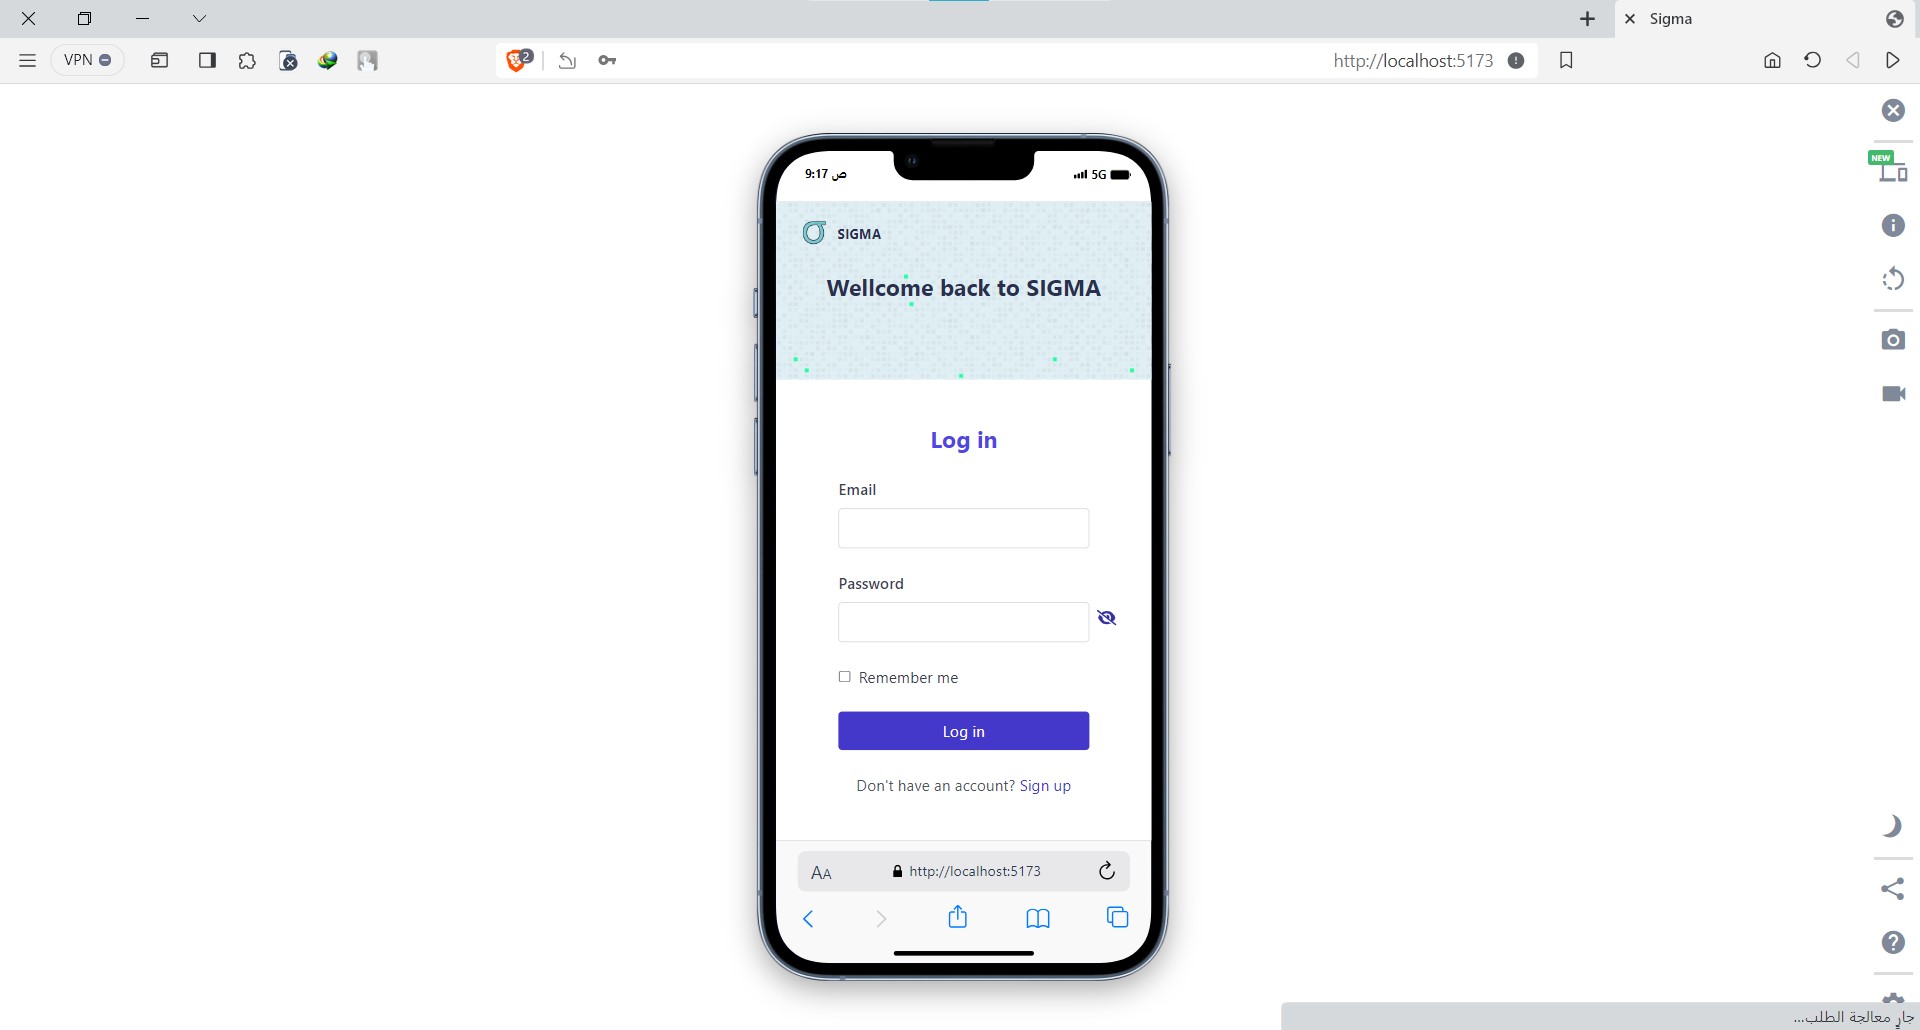 Sigma
VPN
2
http://localhost:5173
NEW
9:17 ص
5G
SIGMA
Wellcome back to SIGMA
Log in
Email
Password
Remember me
Log in
Don't have an account? Sign up
AA
http://localhost:5173
جارٍ معالجة الطلب...